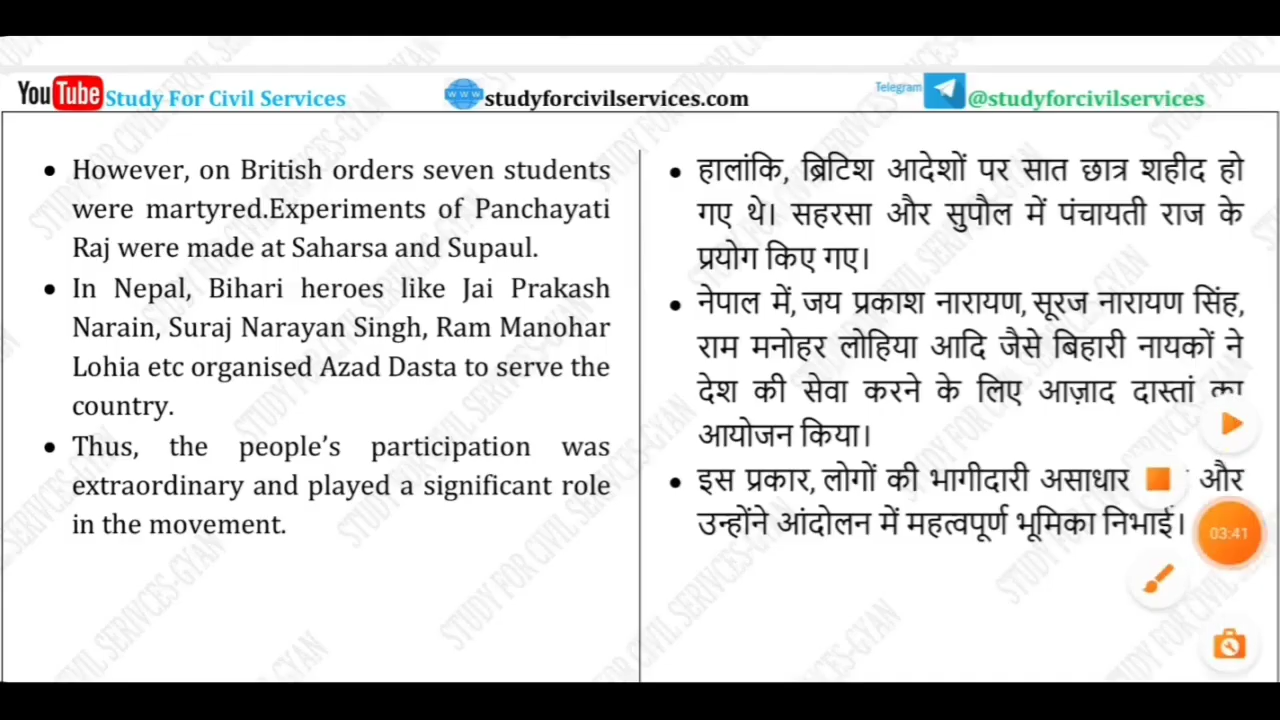 YouTube Study For Civil Services
www studyforcivilservices.com
Telegram @studyforcivilservices
• However, on British orders seven students
were martyred.Experiments of Panchayati
Raj were made at Saharsa and Supaul.
• In Nepal, Bihari heroes like Jai Prakash
Narain, Suraj Narayan Singh, Ram Manohar
Lohia etc organised Azad Dasta to serve the
country.
• Thus, the people's participation was
extraordinary and played a significant role
in the movement.
• हालांकि, ब्रिटिश आदेशों पर सात छात्र शहीद हो
गए थे। सहरसा और सुपौल में पंचायती राज के
प्रयोग किए गए।
• नेपाल में, जय प्रकाश नारायण, सूरज नारायण सिंह,
राम मनोहर लोहिया आदि जैसे बिहारी नायकों ने
देश की सेवा करने के लिए आज़ाद दास्तां का
आयोजन किया।
• इस प्रकार, लोगों की भागीदारी असाधार और
उन्होंने आंदोलन में महत्वपूर्ण भूमिका निभाई।
03:41